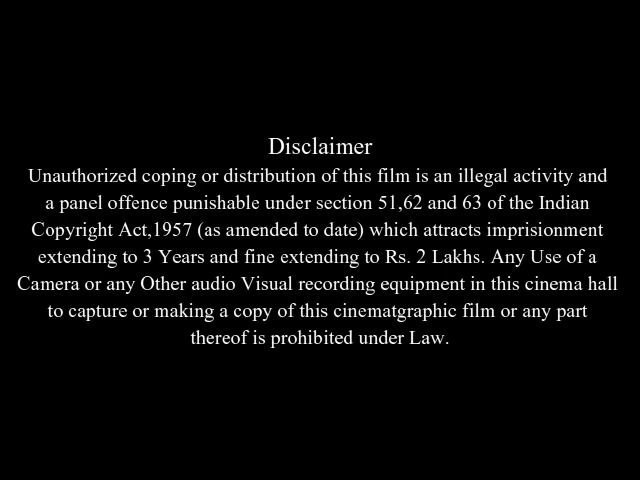 Disclaimer
Unauthorized coping or distribution of this film is an illegal activity and
a panel offence punishable under section 51,62 and 63 of the Indian
Copyright Act,1957 (as amended to date) which attracts imprisionment
extending to 3 Years and fine extending to Rs. 2 Lakhs. Any Use of a
Camera or any Other audio Visual recording equipment in this cinema hall
to capture or making a copy of this cinematgraphic film or any part
thereof is prohibited under Law.